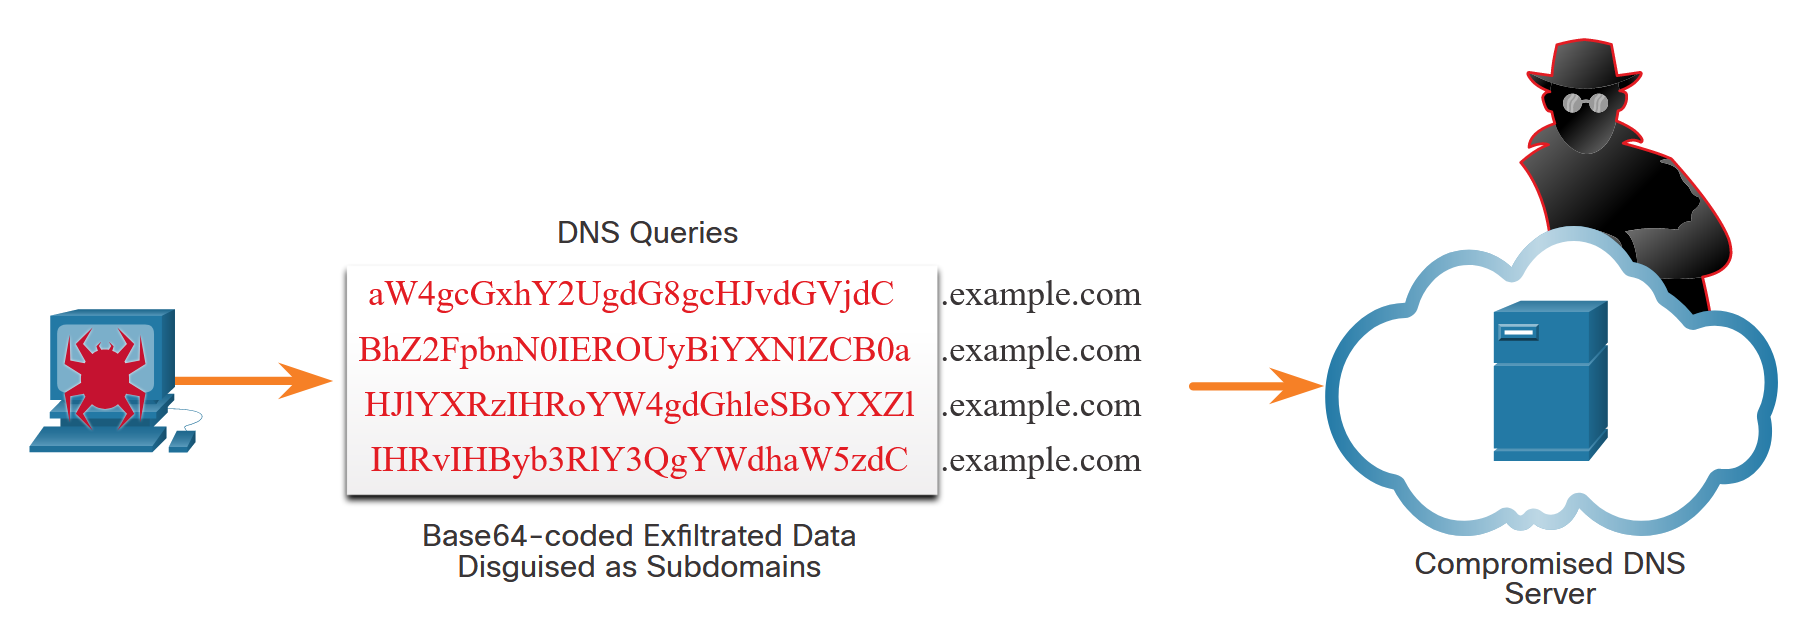 DNS Queries
aW4gcGxhY2UgdG8gcHJvdGVjdC .example.com
BhZ2FpbnN0IEROUyBiYXNlZCB0a .example.com
HJlYXRzIHRoYW4gdGhleSBoYXZl .example.com
IHRvIHByb3RlY3QgYWdhaW5zdC .example.com
Base64-coded Exfiltrated Data
Disguised as Subdomains
Compromised DNS
Server